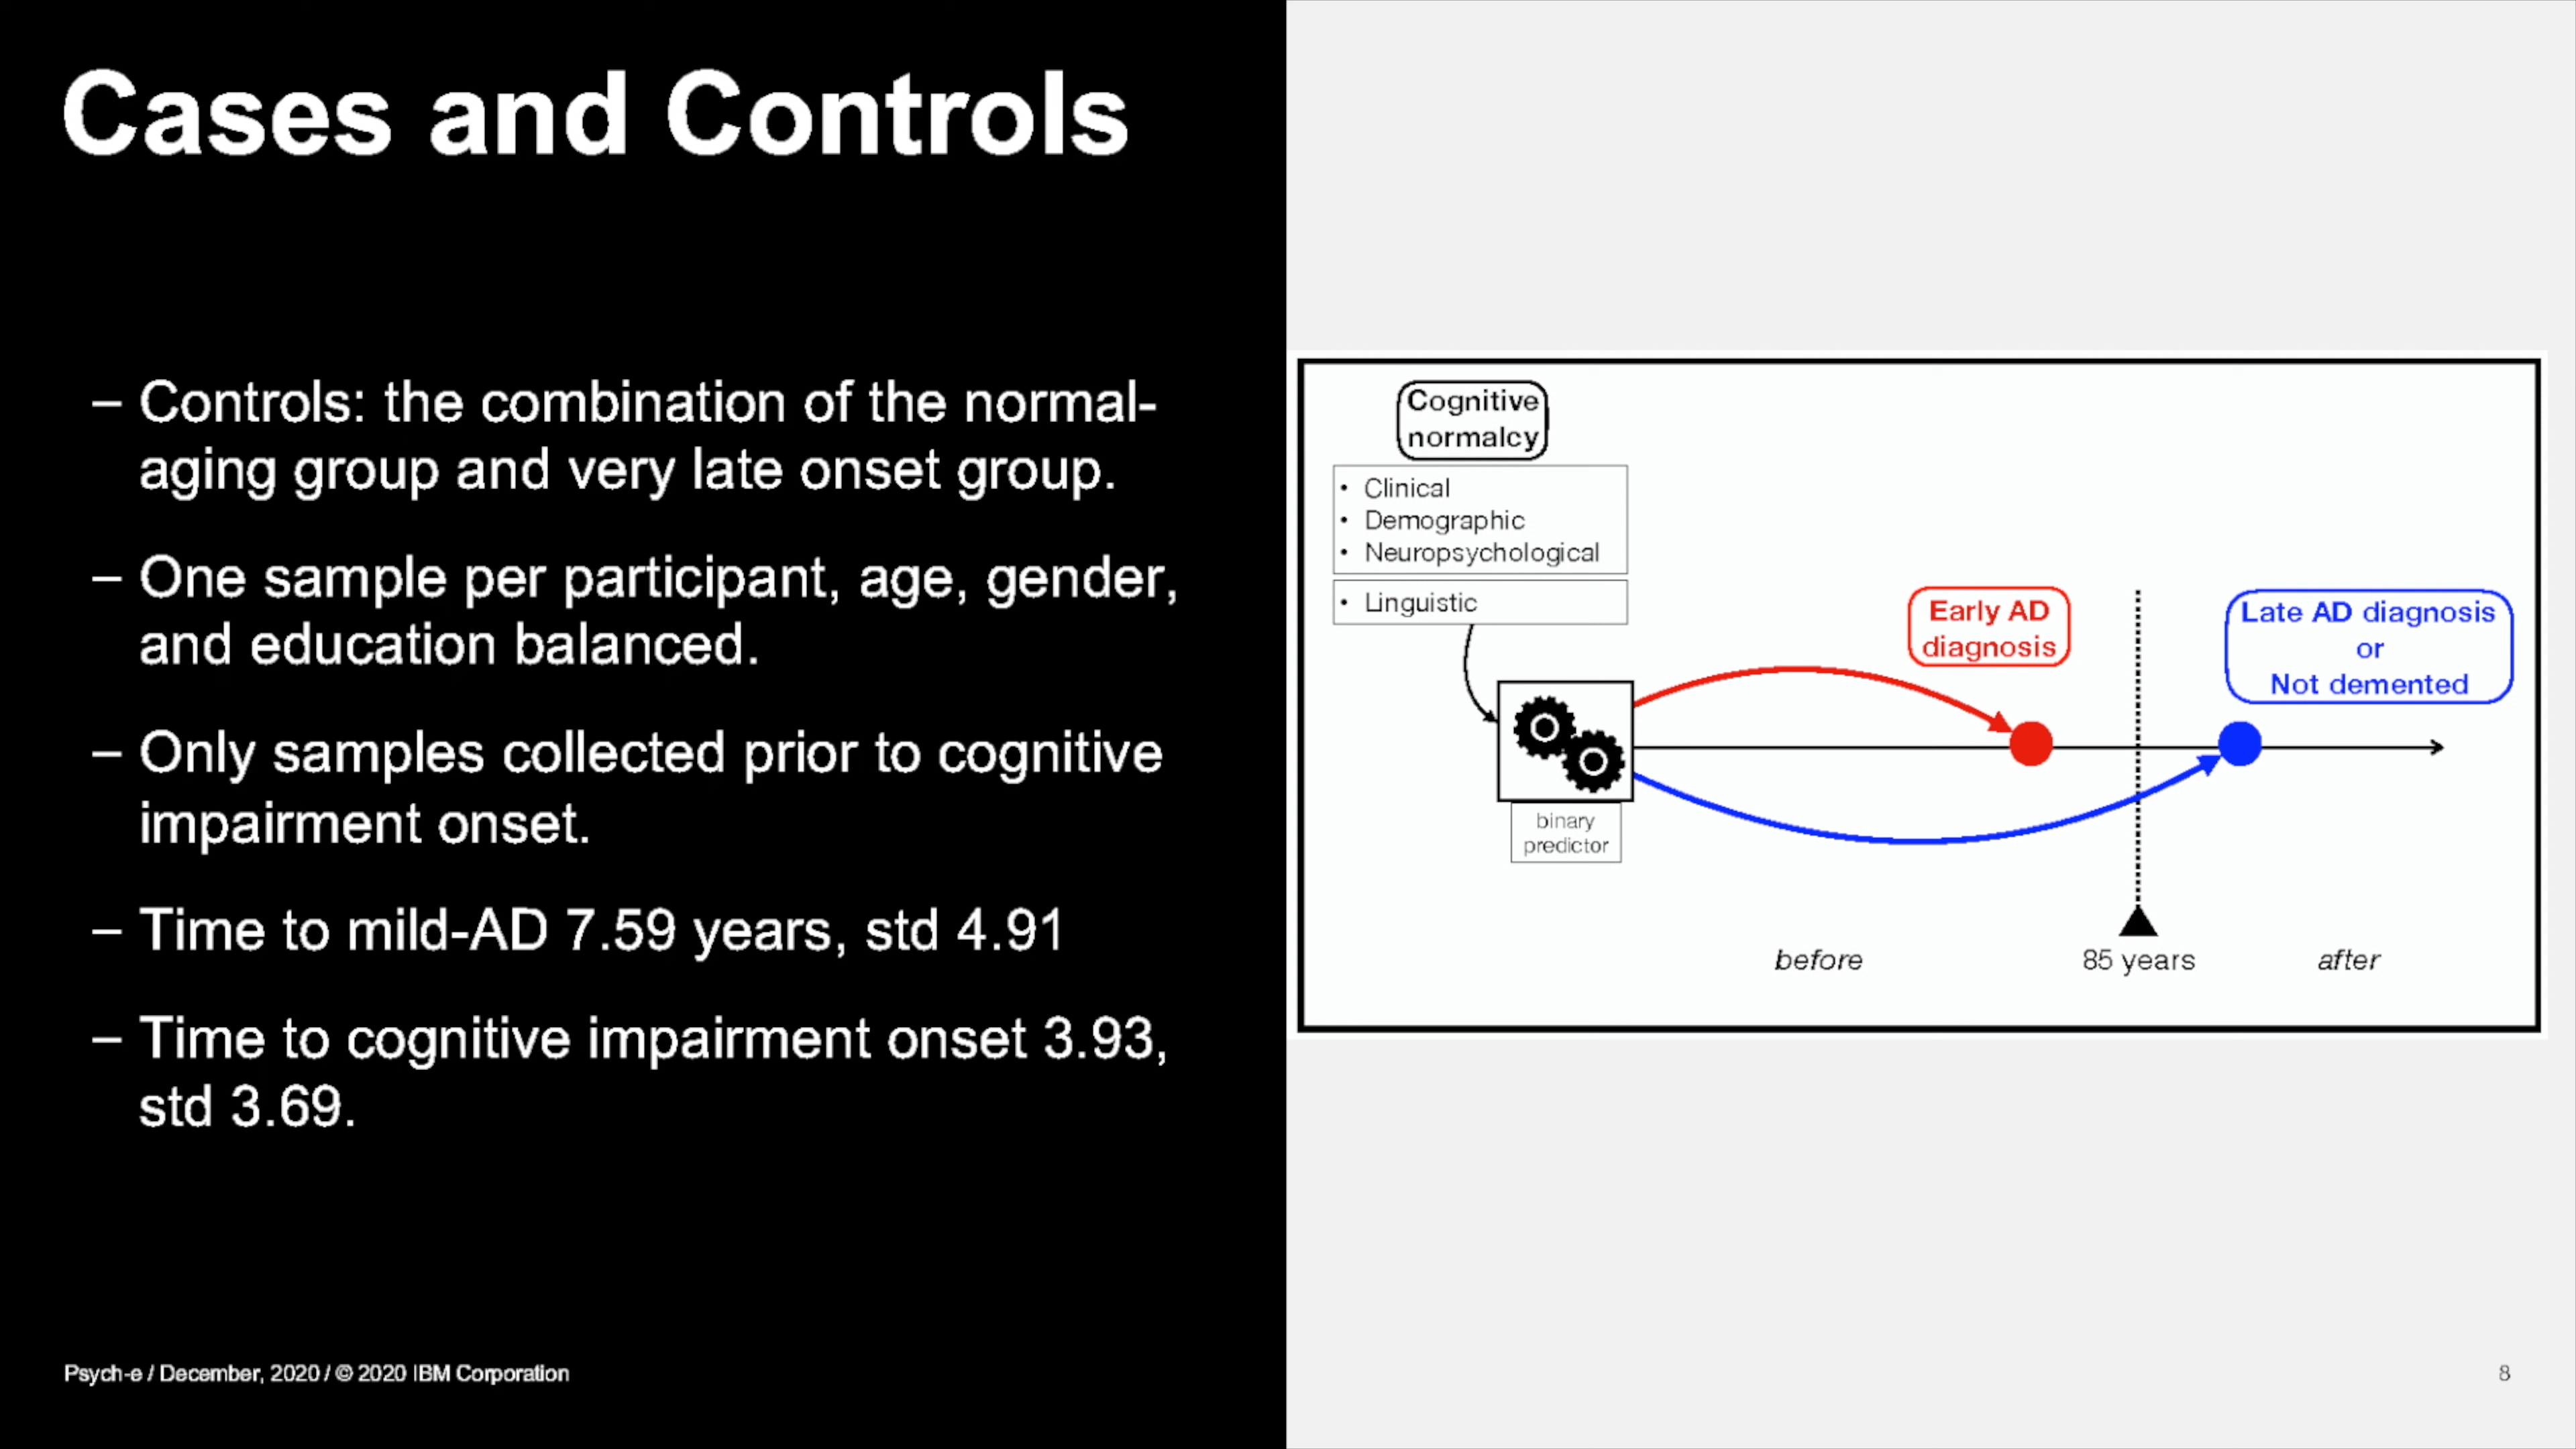 Cases and Controls
– Controls: the combination of the normal-
aging group and very late onset group.
– One sample per participant, age, gender,
and education balanced.
– Only samples collected prior to cognitive
impairment onset.
– Time to mild-AD 7.59 years, std 4.91
– Time to cognitive impairment onset 3.93,
std 3.69.
Psych-e / December, 2020 / © 2020 IBM Corporation
Cognitive
normalcy
• Clinical
• Demographic
• Neuropsychological
• Linguistic
binary
predictor
Early AD
diagnosis
Late AD diagnosis
or
Not demented
before
85 years
after
8